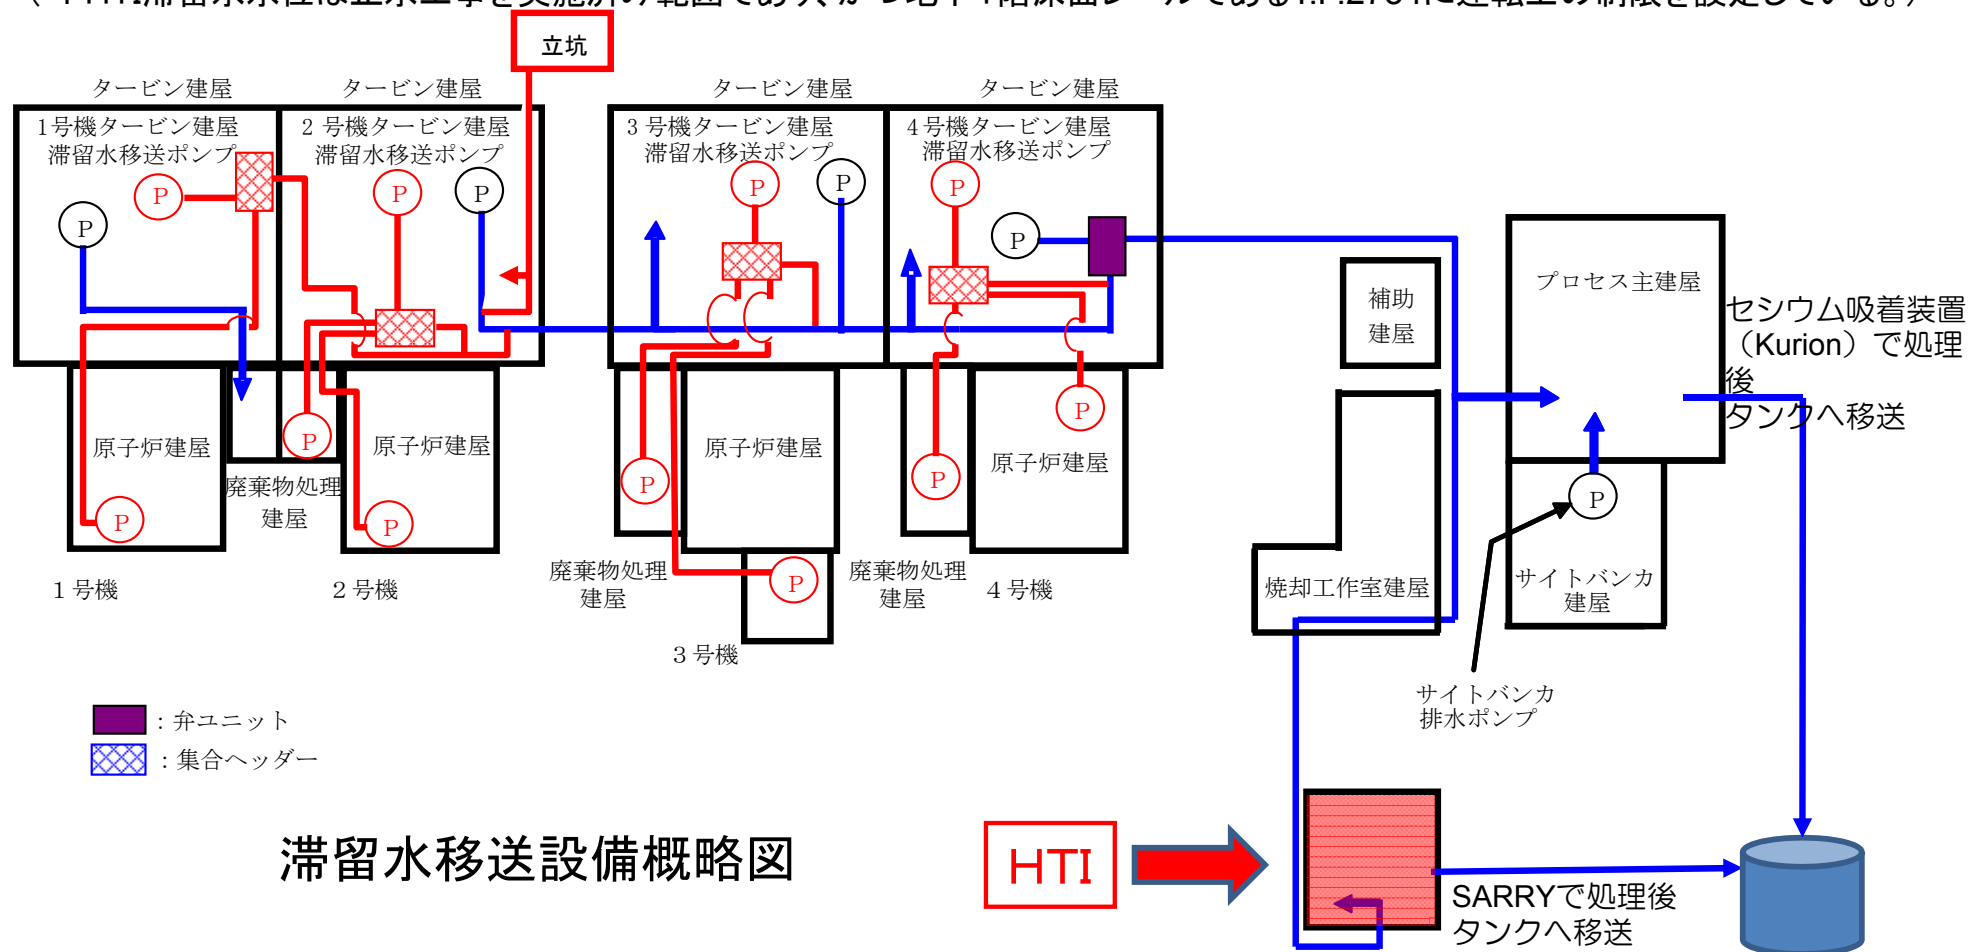 立坑
タービン建屋
タービン建屋
タービン建屋
タービン建屋
1号機タービン建屋
滞留水移送ポンプ
2 号機タービン建屋
滞留水移送ポンプ
3 号機タービン建屋
滞留水移送ポンプ
4号機タービン建屋
滞留水移送ポンプ
P
P
P
P
P
P
P
P
プロセス主建屋
補助
建屋
セシウム吸着装置
（Kurion）で処理
後
タンクへ移送
原子炉建屋
P
原子炉建屋
原子炉建屋
P
原子炉建屋
P
P
廃棄物処理
建屋
P
P
P
廃棄物処理
建屋
P
廃棄物処理
建屋
焼却工作室建屋
サイトバンカ
建屋
1号機
2号機
4号機
3号機
サイトバンカ
排水ポンプ
：弁ユニット
：集合ヘッダー
滞留水移送設備概略図
HTI
SARRYで処理後
タンクへ移送